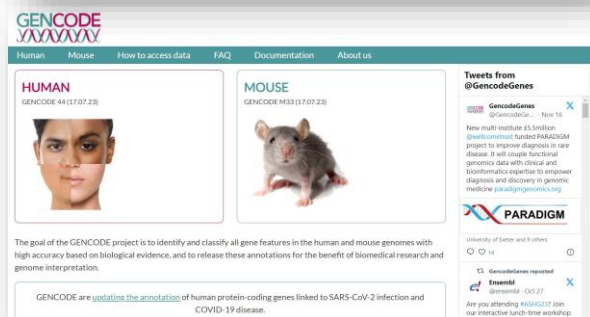 GENCODE
Human Mouse How to access data FAQ Documentation About us
HUMAN
GENCODE 44 (17.07.23)
MOUSE
GENCODE M33 (17.07.23)
The goal of the GENCODE project is to identify and classify all gene features in the human and mouse genomes with
high accuracy based on biological evidence, and to release these annotations for the benefit of biomedical research and
genome interpretation.
GENCODE are updating the annotation of human protein-coding genes linked to SARS-CoV-2 infection and
COVID-19 disease.
Tweets from
@GencodeGenes
GencodeGenes
@GencodeGe... · Nov 16
New multi-institute £5.5million
@wellcometrust funded PARADIGM
project to improve diagnosis in rare
disease. It will couple functional
genomics data with clinical and
bioinformatics expertise to empower
diagnosis and discovery in genomic
medicine paradigmgenomics.org
PARADIGM
University of Exeter and 9 others
14
GencodeGenes reposted
Ensembl
@ensembl · Oct 27
Are you attending #ASHG23? Join
our interactive lunch-time workshop